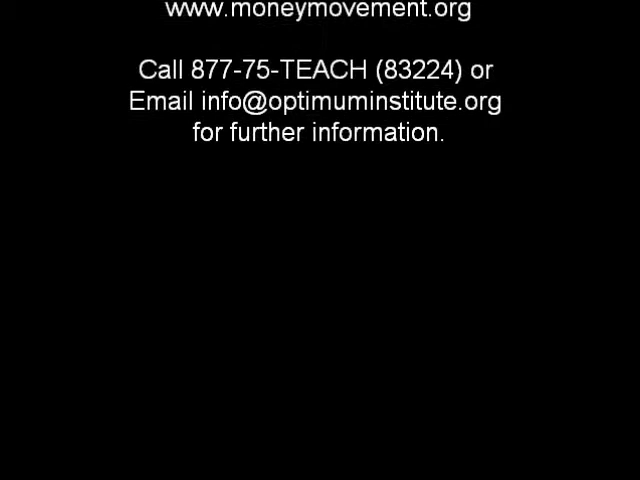 www.moneymovement.org
Call 877-75-TEACH (83224) or
Email info@optimuminstitute.org
for further information.